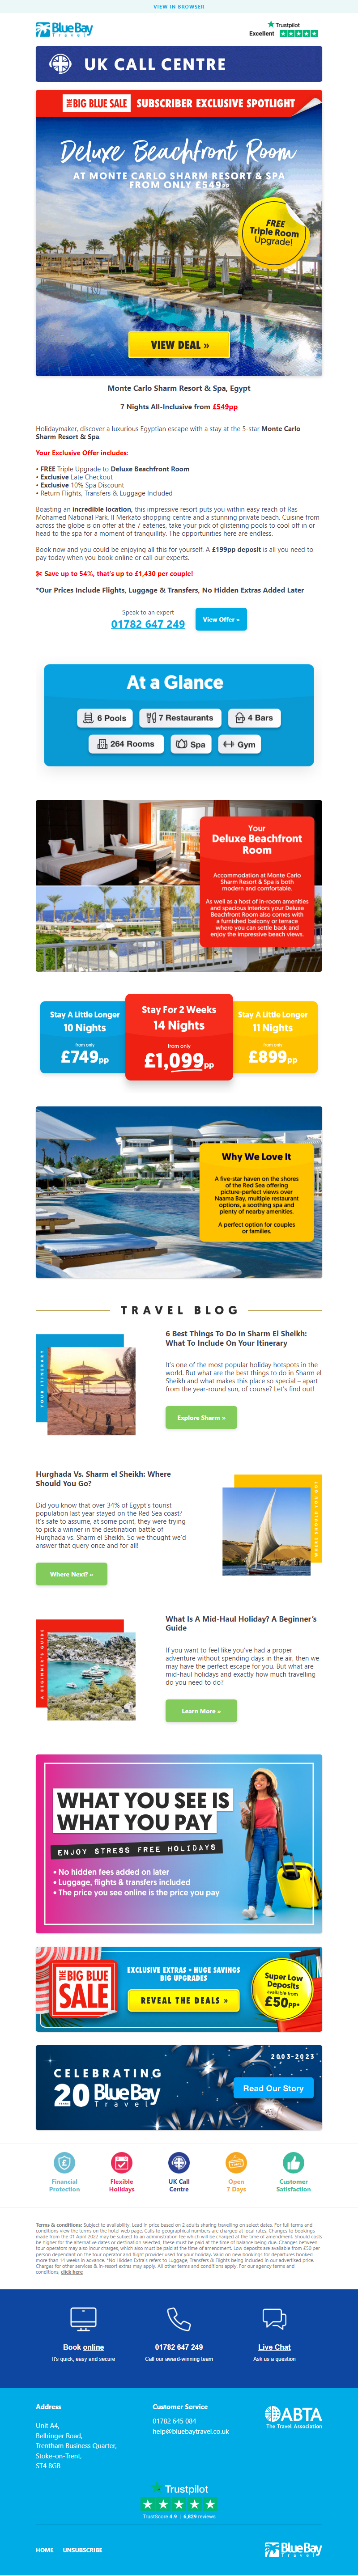 VIEW IN BROWSER
BlueBay
Travel
Trustpilot
Excellent
UK CALL CENTRE
THE BIG BLUE SALE SUBSCRIBER EXCLUSIVE SPOTLIGHT
Deluxe Beachfront Room
AT MONTE CARLO SHARM RESORT & SPA
FROM ONLY £549pp
FREE
Triple Room
Upgrade!
VIEW DEAL »
Monte Carlo Sharm Resort & Spa, Egypt
7 Nights All-Inclusive from £549pp
Holidaymaker, discover a luxurious Egyptian escape with a stay at the 5-star Monte Carlo
Sharm Resort & Spa.
Your Exclusive Offer includes:
• FREE Triple Upgrade to Deluxe Beachfront Room
• Exclusive Late Checkout
• Exclusive 10% Spa Discount
• Return Flights, Transfers & Luggage Included
Boasting an incredible location, this impressive resort puts you within easy reach of Ras
Mohamed National Park, Il Merkato shopping centre and a stunning private beach. Cuisine from
across the globe is on offer at the 7 eateries, take your pick of glistening pools to cool off in or
head to the spa for a moment of tranquility. The opportunities here are endless.
Book now and you could be enjoying all this for yourself. A £199pp deposit is all you need to
pay today when you book online or call our experts.
✄ Save up to 54%, that's up to £1,430 per couple!
*Our Prices Include Flights, Luggage & Transfers, No Hidden Extras Added Later
Speak to an expert
01782 647 249
View Offer »
At a Glance
6 Pools
7 Restaurants
4 Bars
264 Rooms
Spa
Gym
Your
Deluxe Beachfront
Room
Accommodation at Monte Carlo
Sharm Resort & Spa is both
modern and comfortable.
As well as a host of in-room amenities
and spacious interiors your Deluxe
Beachfront Room also comes with
a furnished balcony or terrace
where you can settle back and
enjoy the impressive beach views.
Stay A Little Longer
10 Nights
from only
£749pp
Stay For 2 Weeks
14 Nights
from only
£1,099pp
Stay A Little Longer
11 Nights
from only
£899pp
Why We Love It
A five-star haven on the shores
of the Red Sea offering
picture-perfect views over
Naama Bay, multiple restaurant
options, a soothing spa and
plenty of nearby amenities.
A perfect option for couples
or families.
TRAVEL BLOG
YOUR ITINERARY
6 Best Things To Do In Sharm El Sheikh:
What To Include On Your Itinerary
It's one of the most popular holiday hotspots in the
world. But what are the best things to do in Sharm el
Sheikh and what makes this place so special – apart
from the year-round sun, of course? Let's find out!
Explore Sharm »
Hurghada Vs. Sharm el Sheikh: Where
Should You Go?
Did you know that over 34% of Egypt's tourist
population last year stayed on the Red Sea coast?
It's safe to assume, at some point, they were trying
to pick a winner in the destination battle of
Hurghada vs. Sharm el Sheikh. So we thought we'd
answer that query once and for all!
Where Next? »
WHERE SHOULD YOU GO?
A BEGINNER'S GUIDE
What Is A Mid-Haul Holiday? A Beginner's
Guide
If you want to feel like you've had a proper
adventure without spending days in the air, then we
may have the perfect escape for you. But what are
mid-haul holidays and exactly how much travelling
do you need to do?
Learn More »
WHAT YOU SEE IS
WHAT YOU PAY
ENJOY STRESS FREE HOLIDAYS
• No hidden fees added on later
• Luggage, flights & transfers included
• The price you see online is the price you pay
THE BIG BLUE
SALE
EXCLUSIVE EXTRAS • HUGE SAVINGS
BIG UPGRADES
REVEAL THE DEALS »
Super Low
Deposits
available from
£50pp*
2003-2023
CELEBRATING
20 YEARS BlueBay
Travel
Read Our Story
Financial
Protection
Flexible
Holidays
UK Call
Centre
Open
7 Days
Customer
Satisfaction
Terms & conditions: Subject to availability. Lead in price based on 2 adults sharing travelling on select dates. For full terms and
conditions view the terms on the hotel web page. Calls to geographical numbers are charged at local rates. Changes to bookings
made from the 01 April 2022 may be subject to an administration fee which will be charged at the time of amendment. Should costs
be higher for the alternative dates or destination selected, these must be paid at the time of balance being due. Changes between
tour operators may also incur charges, which also must be paid at the time of amendment. Low deposits are available from £50 per
person dependant on the tour operator and flight provider used for your holiday. Valid on new bookings for departures booked
more than 14 weeks in advance. *No Hidden Extra's refers to Luggage, Transfers & Flights being included in our advertised price.
Charges for other services & in-resort extras may apply. All other terms and conditions apply. For our agency terms and
conditions, click here
Book online
It's quick, easy and secure
01782 647 249
Call our award-winning team
Live Chat
Ask us a question
Address
Unit A4,
Bellringer Road,
Trentham Business Quarter,
Stoke-on-Trent,
ST4 8GB
Customer Service
01782 645 084
help@bluebaytravel.co.uk
ABTA
The Travel Association
Trustpilot
TrustScore 4.9 | 6,829 reviews
HOME | UNSUBSCRIBE
BlueBay
Travel